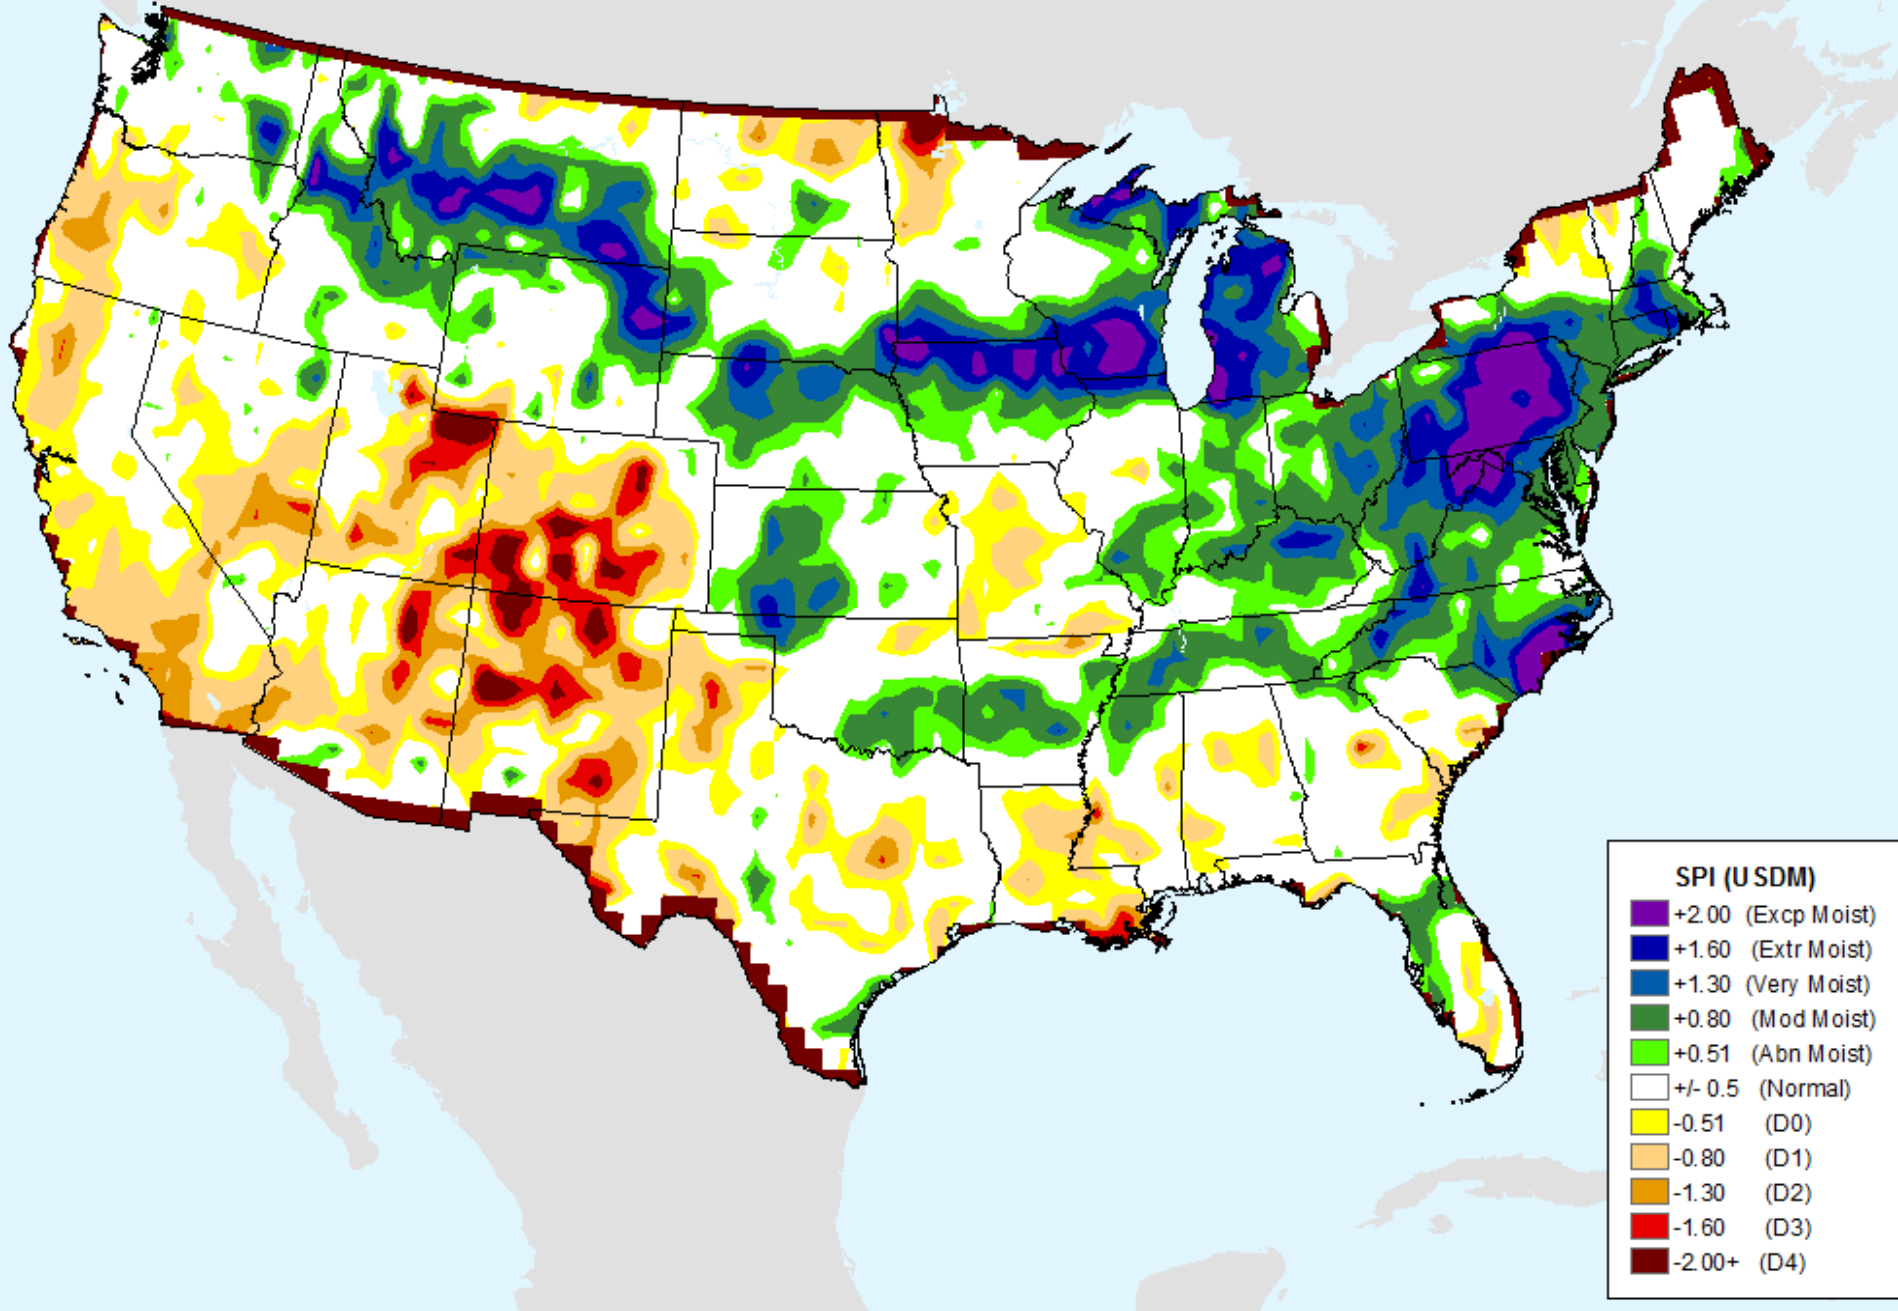 SPI (USDM)
+2.00 (Excp Moist)
+1.60 (Extr Moist)
+1.30 (Very Moist)
+0.80 (Mod Moist)
+0.51 (Abn Moist)
+/- 0.5 (Normal)
-0.51 (D0)
-0.80 (D1)
-1.30 (D2)
-1.60 (D3)
-2.00+ (D4)